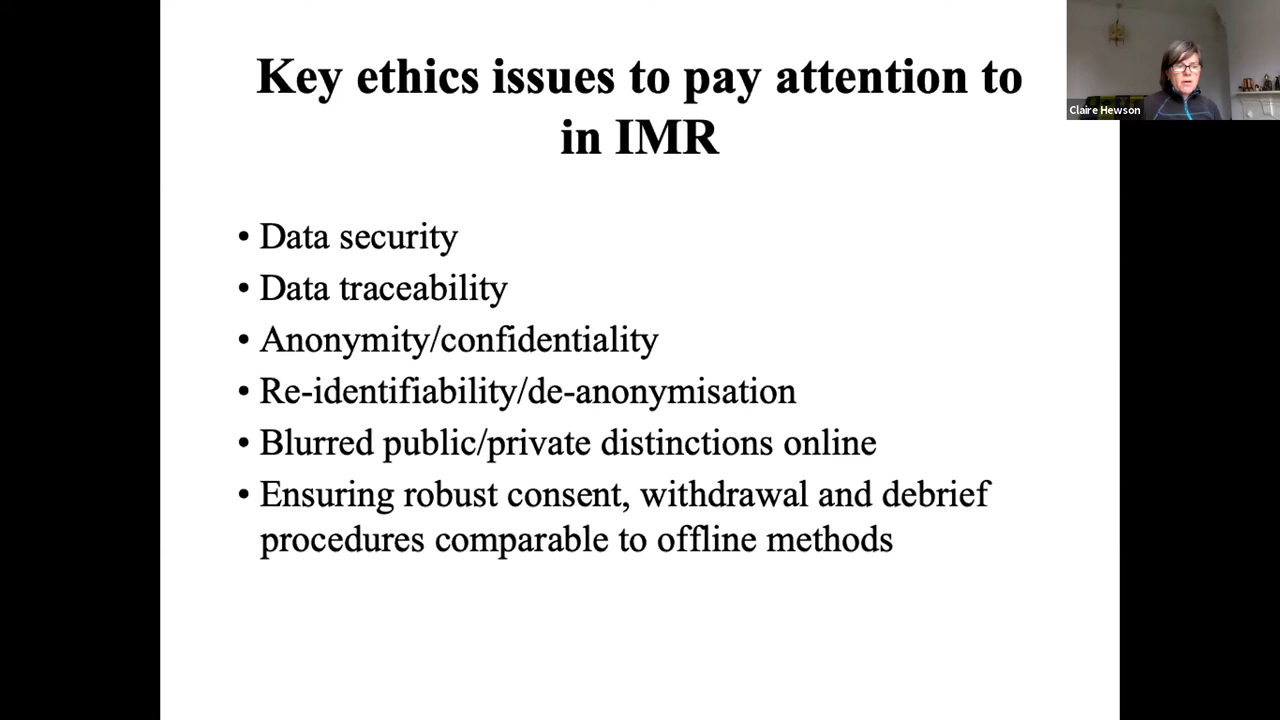 Key ethics issues to pay attention to
in IMR
Claire Hewson
• Data security
• Data traceability
• Anonymity/confidentiality
• Re-identifiability/de-anonymisation
• Blurred public/private distinctions online
• Ensuring robust consent, withdrawal and debrief
procedures comparable to offline methods